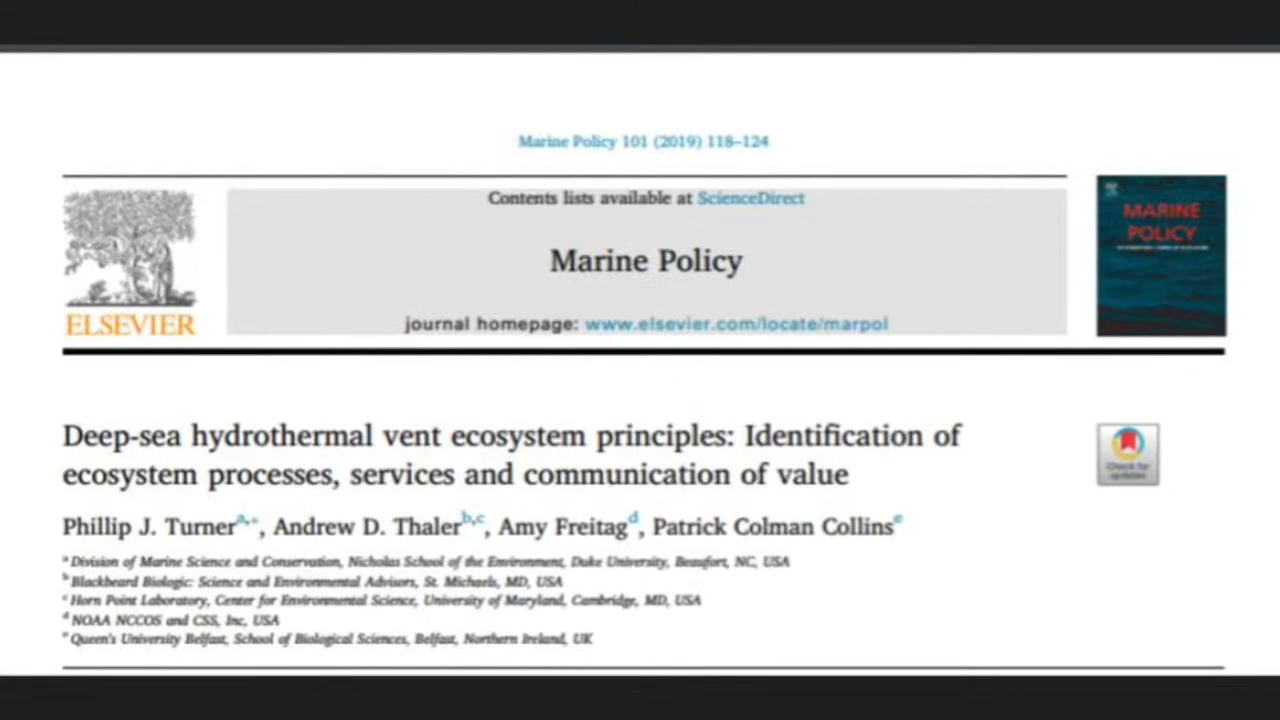 Marine Policy 101 (2019) 118–124
Contents lists available at ScienceDirect
Marine Policy
journal homepage: www.elsevier.com/locate/marpol
ELSEVIER
MARINE
POLICY
Deep-sea hydrothermal vent ecosystem principles: Identification of
ecosystem processes, services and communication of value
Check for
updates
Phillip J. Turner a,*, Andrew D. Thaler b,c, Amy Freitag d, Patrick Colman Collins e
a Division of Marine Science and Conservation, Nicholas School of the Environment, Duke University, Beaufort, NC, USA
b Blackbeard Biologic: Science and Environmental Advisors, St. Michaels, MD, USA
c Horn Point Laboratory, Center for Environmental Science, University of Maryland, Cambridge, MD, USA
d NOAA NCCOS and CSS, Inc, USA
e Queen's University Belfast, School of Biological Sciences, Belfast, Northern Ireland, UK